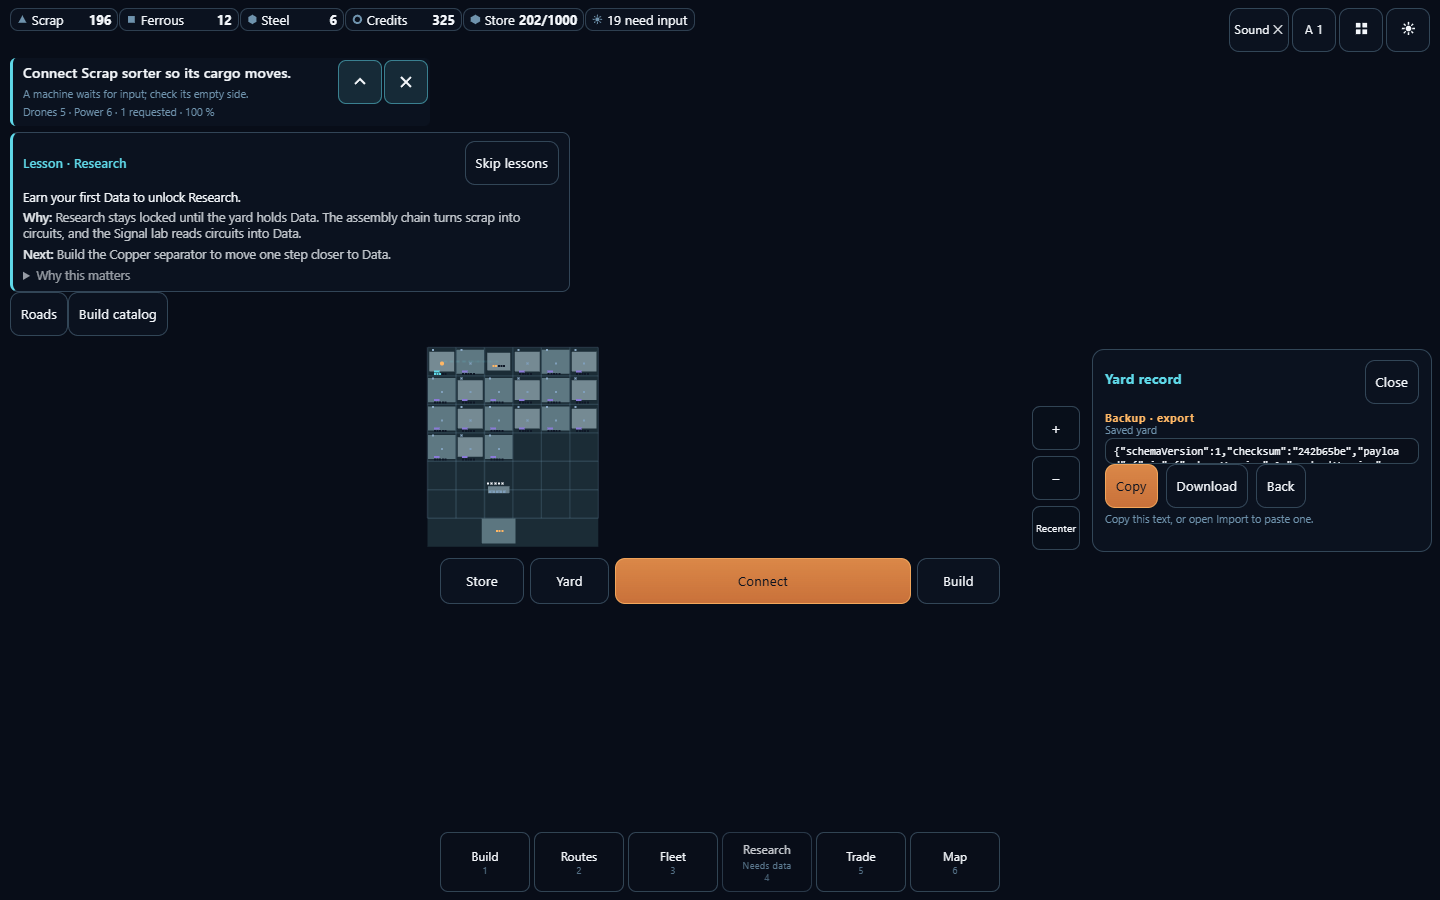 Scrap 196
Ferrous 12
Steel 6
Credits 325
Store 202/1000
19 need input
Sound
A 1
Connect Scrap sorter so its cargo moves.
A machine waits for input; check its empty side.
Drones 5 · Power 6 · 1 requested · 100 %
Lesson · Research
Skip lessons
Earn your first Data to unlock Research.
Why: Research stays locked until the yard holds Data. The assembly chain turns scrap into
circuits, and the Signal lab reads circuits into Data.
Next: Build the Copper separator to move one step closer to Data.
Why this matters
Roads
Build catalog
Yard record
Close
Backup · export
Saved yard
{"schemaVersion":1,"checksum":"242b65be","payloa
Copy
Download
Back
Copy this text, or open Import to paste one.
+
−
Recenter
Store
Yard
Connect
Build
Build
1
Routes
2
Fleet
3
Research
Needs data
4
Trade
5
Map
6